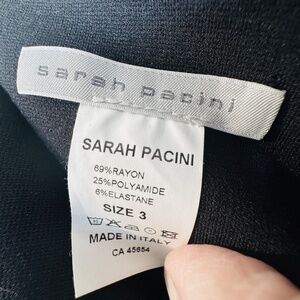 sarah pacini
SARAH PACINI
69%RAYON
25%POLYAMIDE
6%ELASTANE
SIZE 3
MADE IN ITALY
CA 45654